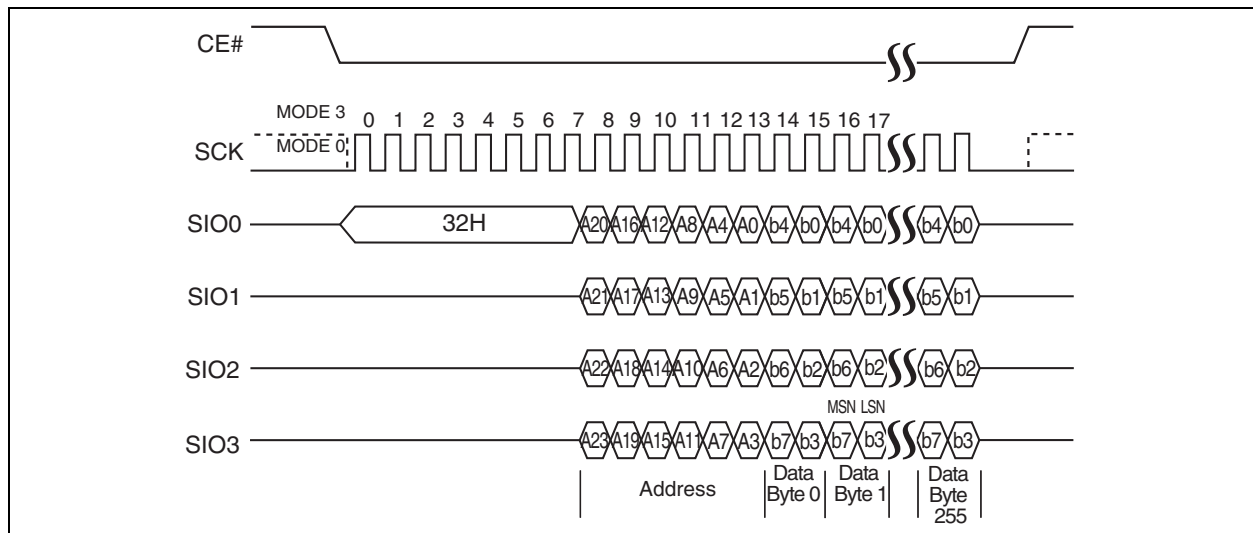 CE#
MODE 3
0 1 2 3 4 5 6 7 8 9 10 11 12 13 14 15 16 17
SCK
MODE 0
SIO0
32H
A20 A16 A12 A8 A4 A0 b4 b0 b4 b0 b4 b0
SIO1
A21 A17 A13 A9 A5 A1 b5 b1 b5 b1 b5 b1
SIO2
A22 A18 A14 A10 A6 A2 b6 b2 b6 b2 b6 b2
MSN LSN
SIO3
A23 A19 A15 A11 A7 A3 b7 b3 b7 b3 b7 b3
Address
Data
Byte 0
Data
Byte 1
Data
Byte
255